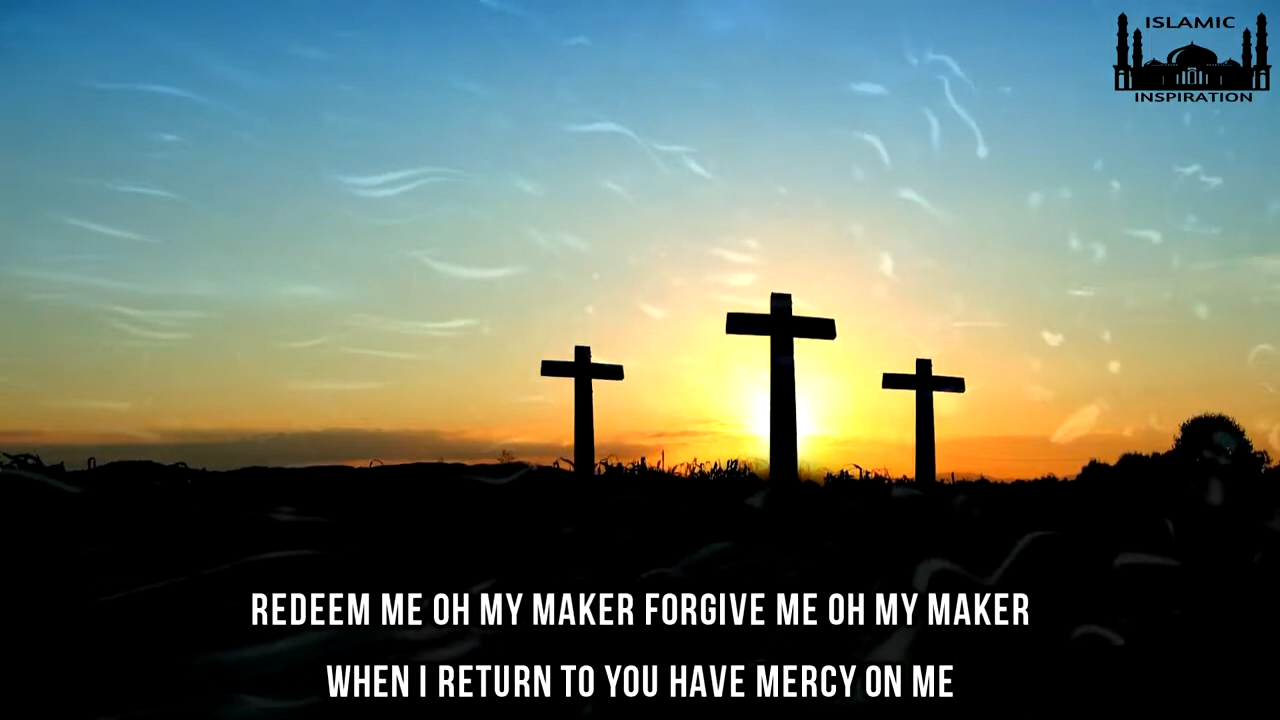 ISLAMIC
INSPIRATION
REDEEM ME OH MY MAKER FORGIVE ME OH MY MAKER
WHEN I RETURN TO YOU HAVE MERCY ON ME